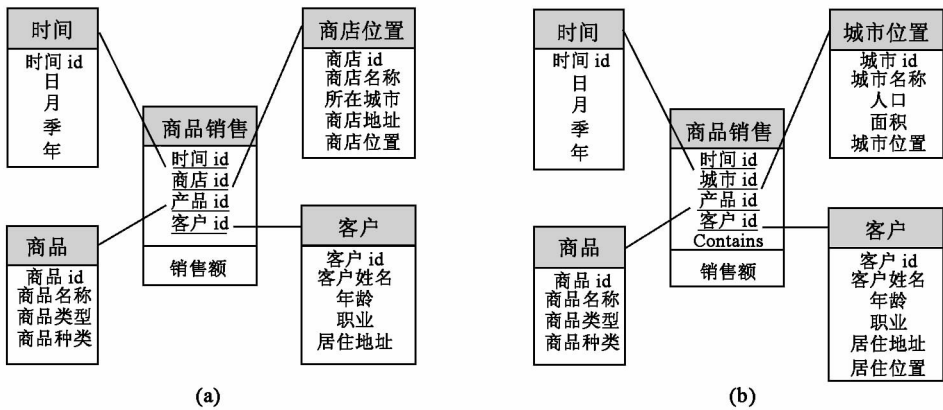 时间
时间 id
日
月
季
年
商店位置
商店 id
商店名称
所在城市
商店地址
商店位置
商品销售
时间 id
商店 id
产品 id
客户 id
销售额
商品
商品 id
商品名称
商品类型
商品种类
客户
客户 id
客户姓名
年龄
职业
居住地址
(a)
时间
时间 id
日
月
季
年
城市位置
城市 id
城市名称
人口
面积
城市位置
商品销售
时间 id
城市 id
产品 id
客户 id
Contains
销售额
商品
商品 id
商品名称
商品类型
商品种类
客户
客户 id
客户姓名
年龄
职业
居住地址
居住位置
(b)